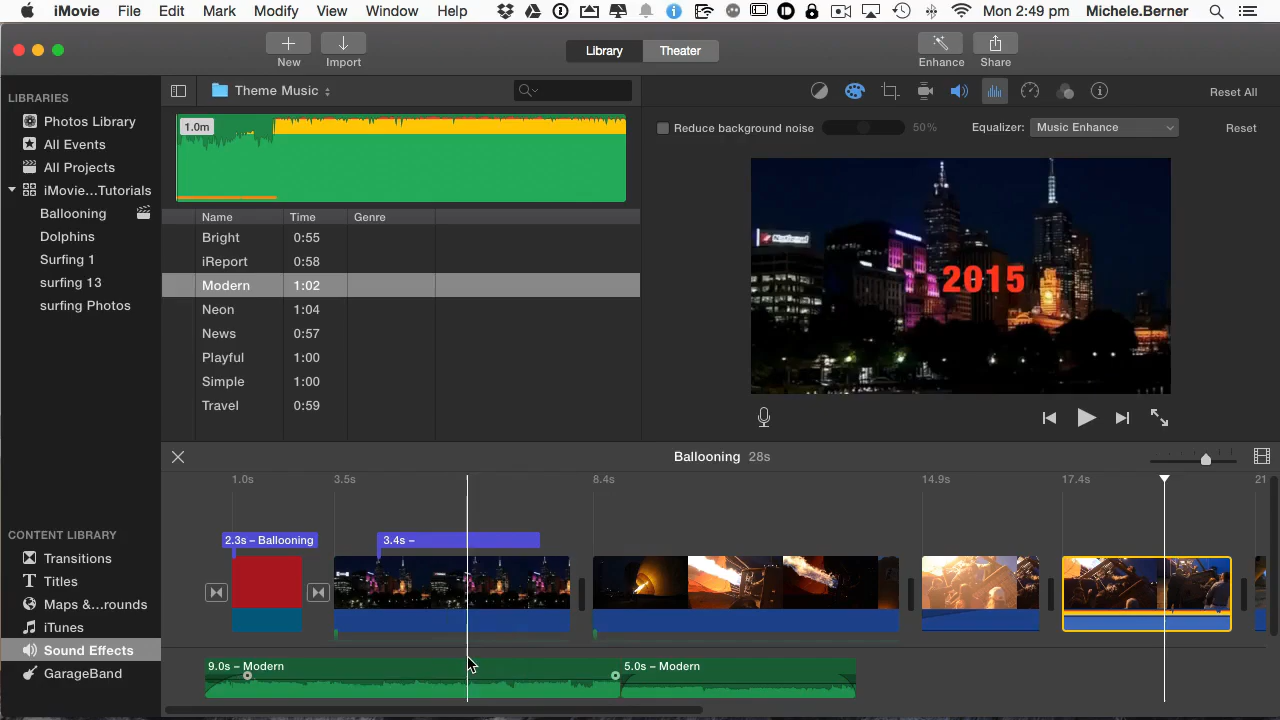 iMovie File Edit Mark Modify View Window Help Mon 2:49 pm Michele.Berner
New Import Library Theater Enhance Share
LIBRARIES
Photos Library
All Events
All Projects
iMovie…Tutorials
Ballooning
Dolphins
Surfing 1
surfing 13
surfing Photos
CONTENT LIBRARY
Transitions
Titles
Maps &…rounds
iTunes
Sound Effects
GarageBand
Theme Music
1.0m
Name Time Genre
Bright 0:55
iReport 0:58
Modern 1:02
Neon 1:04
News 0:57
Playful 1:00
Simple 1:00
Travel 0:59
Reset All
Reduce background noise 50% Equalizer: Music Enhance Reset
National
2015
Ballooning 28s
1.0s 3.5s 8.4s 14.9s 17.4s 21
2.3s – Ballooning 3.4s –
9.0s – Modern 5.0s – Modern